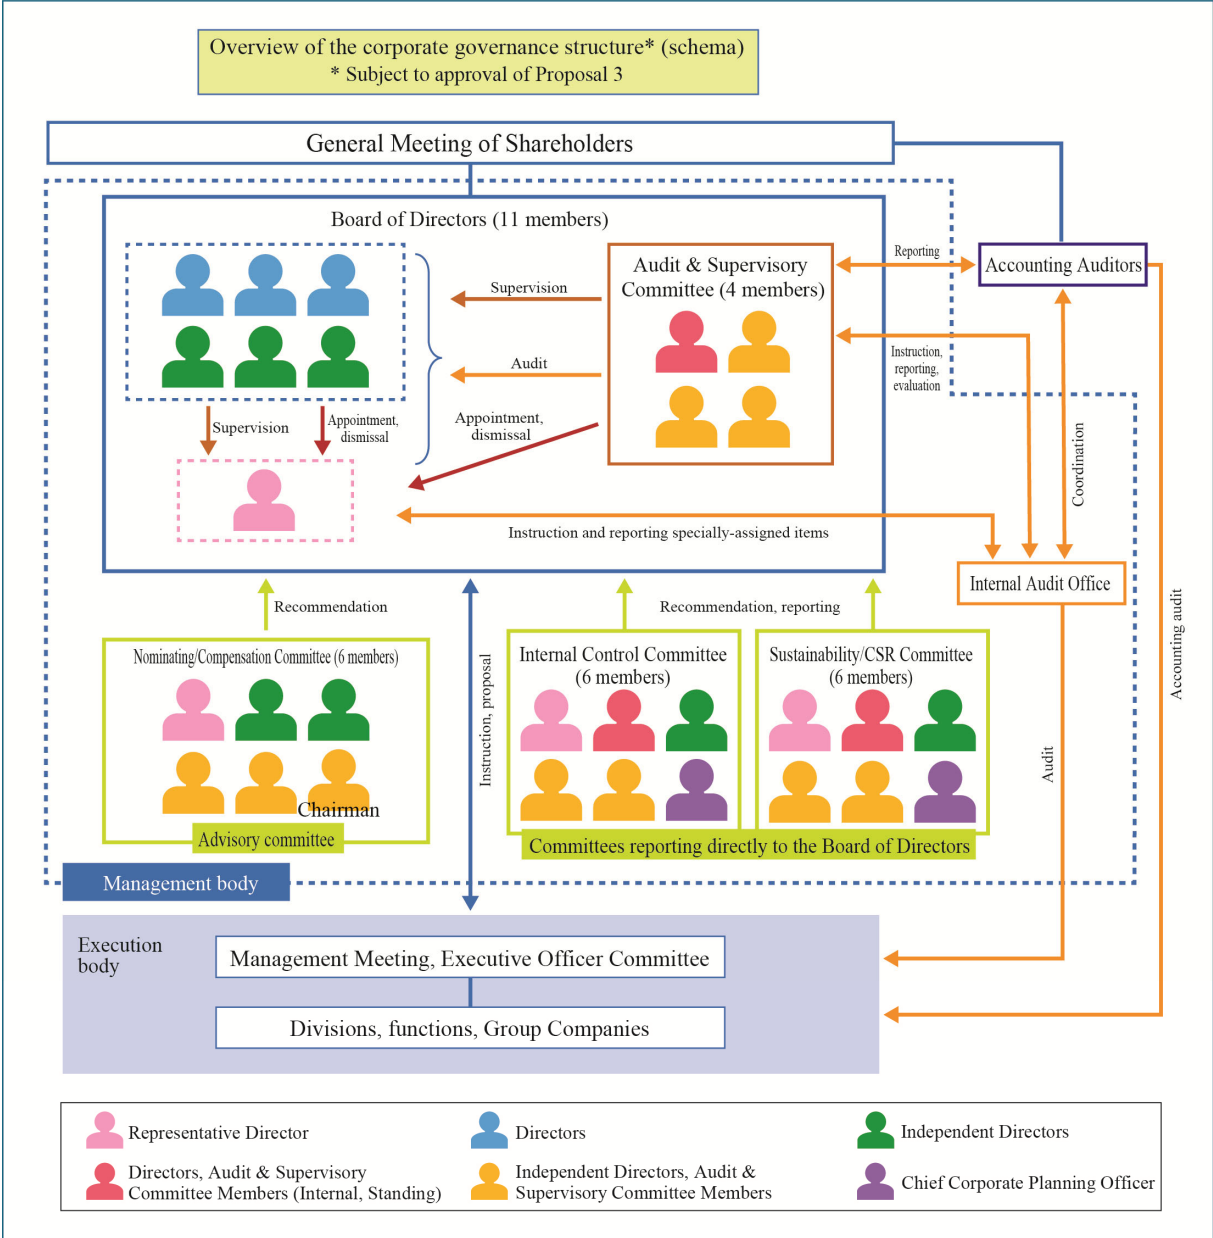 Overview of the corporate governance structure* (schema)
* Subject to approval of Proposal 3
General Meeting of Shareholders
Board of Directors (11 members)
Audit & Supervisory
Committee (4 members)
Reporting
Accounting Auditors
Supervision
Audit
Instruction,
reporting,
evaluation
Appointment,
dismissal
Supervision
Appointment,
dismissal
Coordination
Instruction and reporting specially-assigned items
Internal Audit Office
Accounting audit
Recommendation
Recommendation, reporting
Nominating/Compensation Committee (6 members)
Chairman
Advisory committee
Instruction, proposal
Internal Control Committee
(6 members)
Sustainability/CSR Committee
(6 members)
Committees reporting directly to the Board of Directors
Audit
Management body
Execution
body
Management Meeting, Executive Officer Committee
Divisions, functions, Group Companies
Representative Director
Directors
Independent Directors
Directors, Audit & Supervisory
Committee Members (Internal, Standing)
Independent Directors, Audit &
Supervisory Committee Members
Chief Corporate Planning Officer